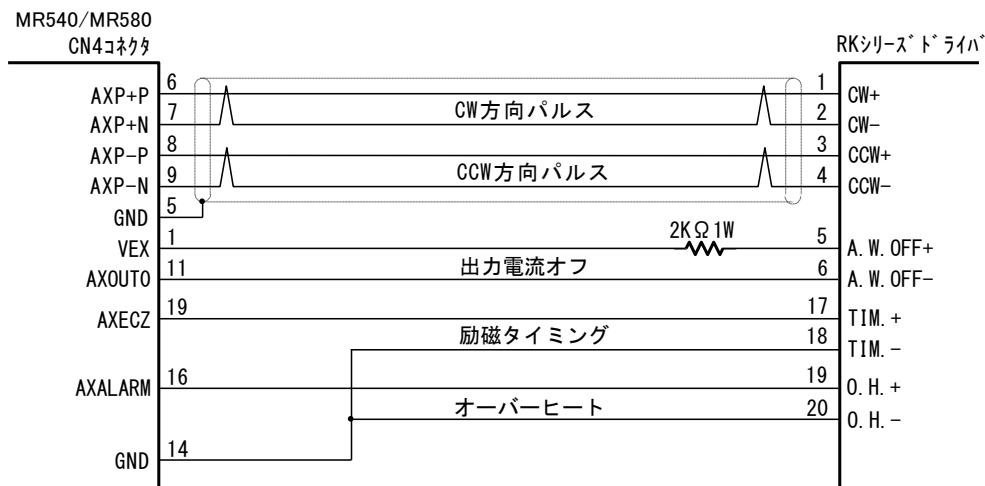 MR540/MR580
CN4ｺﾈｸﾀ
RKｼﾘｰｽﾞﾄﾞﾗｲﾊﾞ
AXP+P 6 1 CW+
AXP+N 7 CW方向パルス 2 CW-
AXP-P 8 3 CCW+
AXP-N 9 CCW方向パルス 4 CCW-
GND 5
VEX 1 2KΩ1W 5 A.W.OFF+
AXOUT0 11 出力電流オフ 6 A.W.OFF-
AXECZ 19 17 TIM.+
励磁タイミング 18 TIM.-
AXALARM 16 19 O.H.+
オーバーヒート 20 O.H.-
GND 14